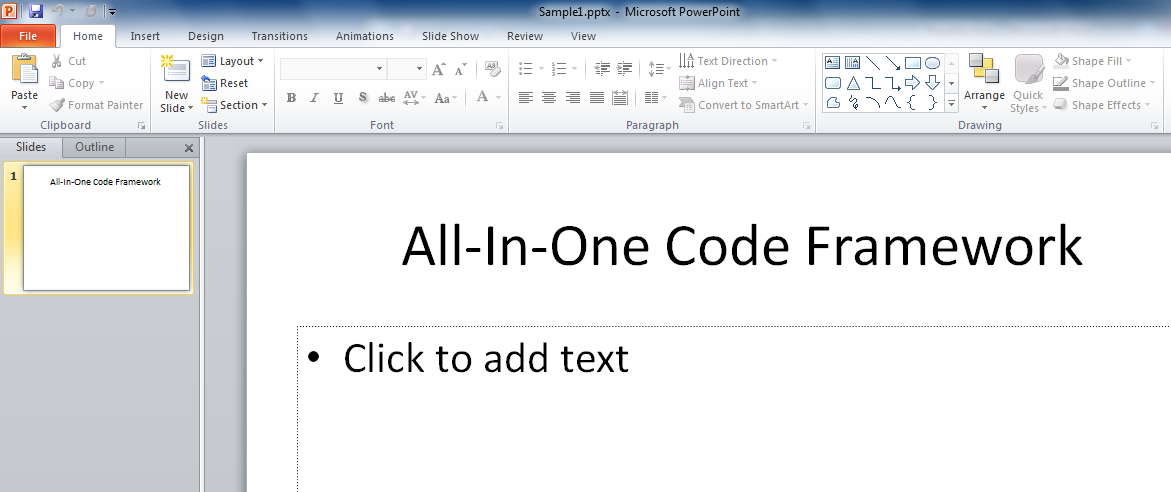 Sample1.pptx - Microsoft PowerPoint
File Home Insert Design Transitions Animations Slide Show Review View
Paste
Cut
Copy
Format Painter
Clipboard
New
Slide
Layout
Reset
Section
Slides
B I U S abc AV Aa A
Font
Text Direction
Align Text
Convert to SmartArt
Paragraph
Arrange
Quick
Styles
Shape Fill
Shape Outline
Shape Effects
Drawing
Slides Outline
1
All-In-One Code Framework
All-In-One Code Framework
• Click to add text